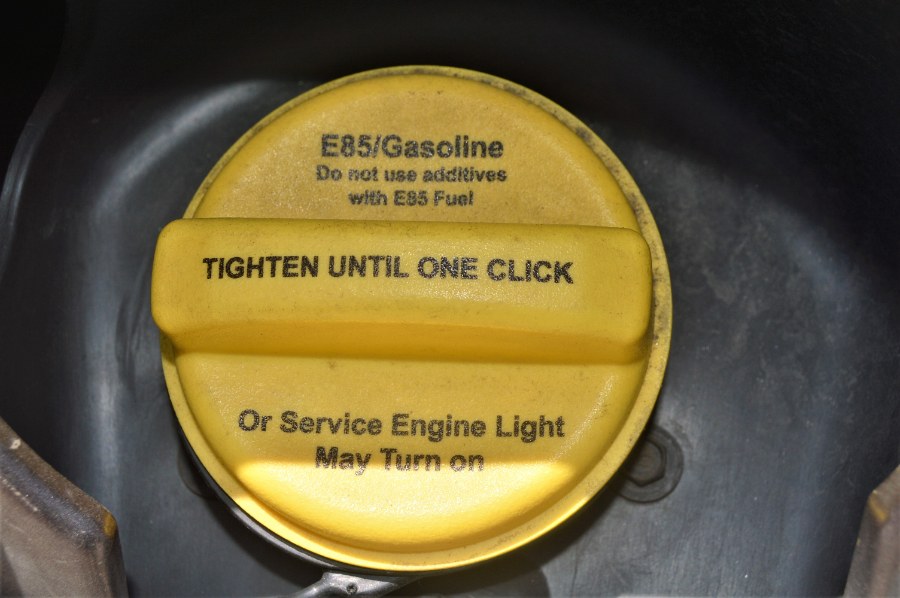 E85/Gasoline
Do not use additives
with E85 Fuel
TIGHTEN UNTIL ONE CLICK
Or Service Engine Light
May Turn on